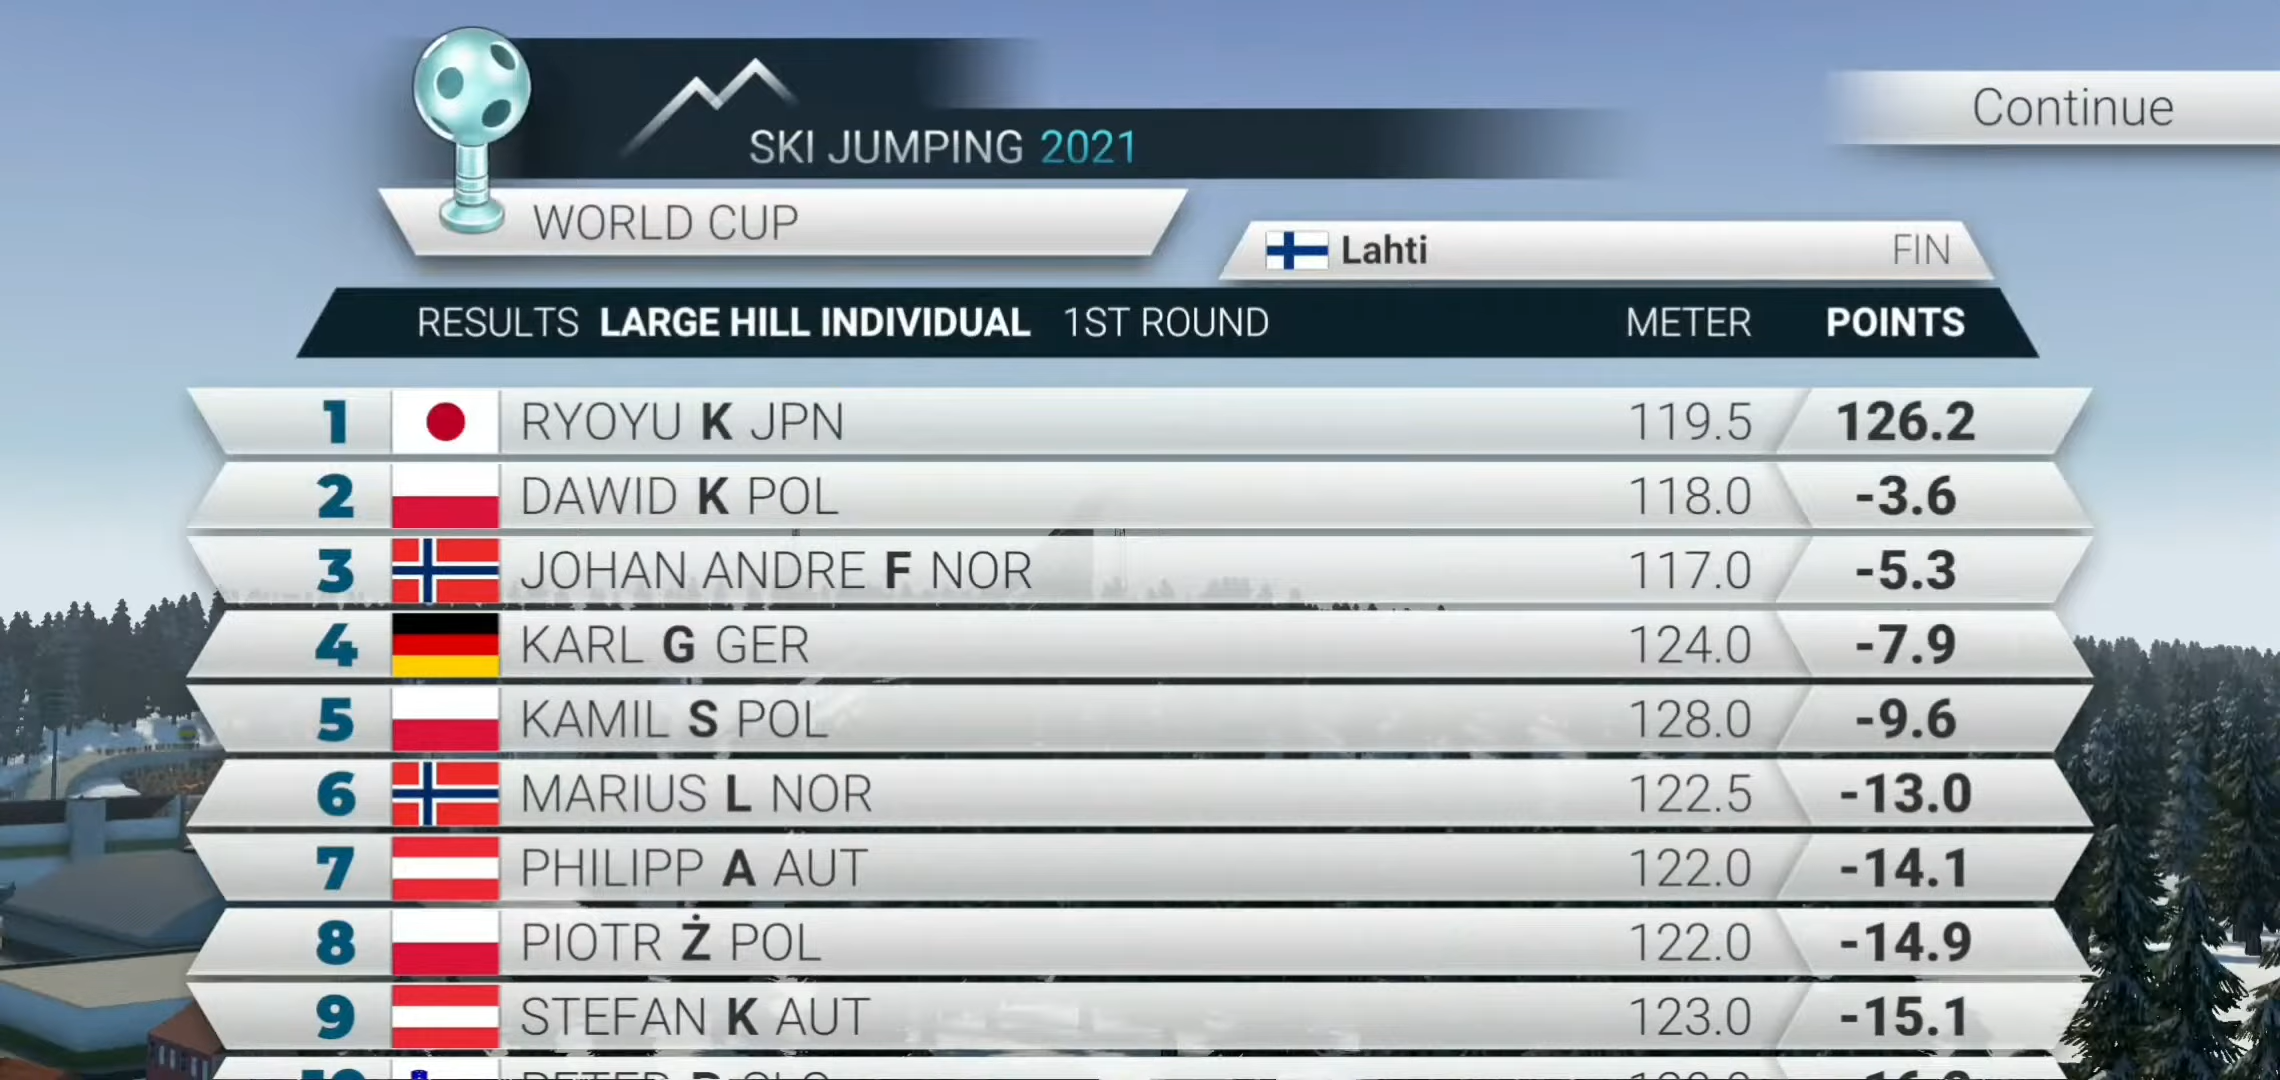 SKI JUMPING 2021
Continue
WORLD CUP
Lahti FIN
RESULTS LARGE HILL INDIVIDUAL 1ST ROUND METER POINTS
1 RYOYU K JPN 119.5 126.2
2 DAWID K POL 118.0 -3.6
3 JOHAN ANDRE F NOR 117.0 -5.3
4 KARL G GER 124.0 -7.9
5 KAMIL S POL 128.0 -9.6
6 MARIUS L NOR 122.5 -13.0
7 PHILIPP A AUT 122.0 -14.1
8 PIOTR Ż POL 122.0 -14.9
9 STEFAN K AUT 123.0 -15.1
10 PETER